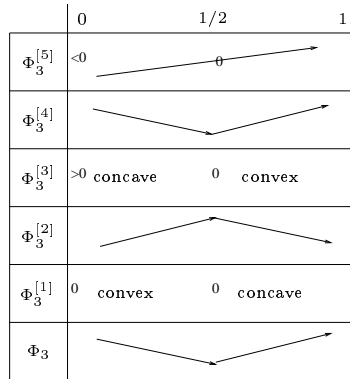 0 1/2 1
Φ₃^[5] <0 0
Φ₃^[4]
Φ₃^[3] >0 concave 0 convex
Φ₃^[2]
Φ₃^[1] 0 convex 0 concave
Φ₃